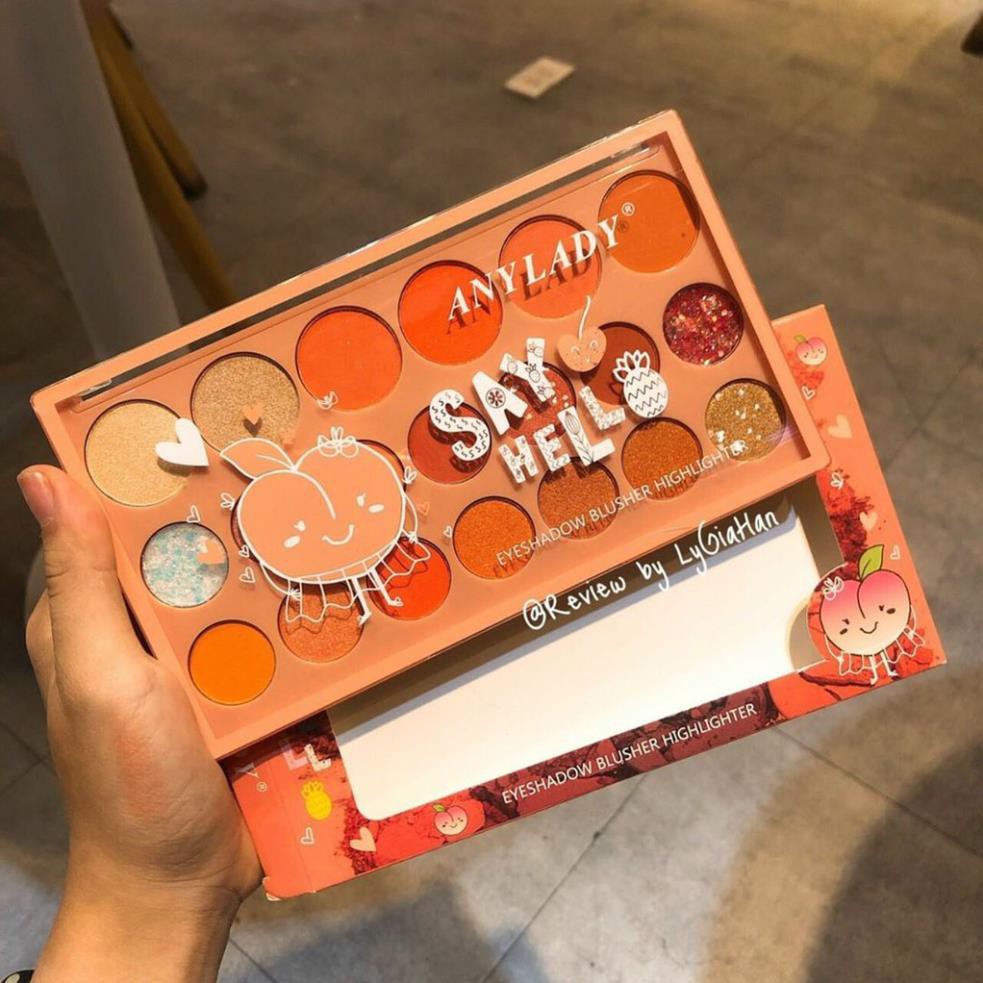 ANYLADY®
SAY
HELLO
EYESHADOW BLUSHER HIGHLIGHTER
@Review by LyGiaHan
EYESHADOW BLUSHER HIGHLIGHTER